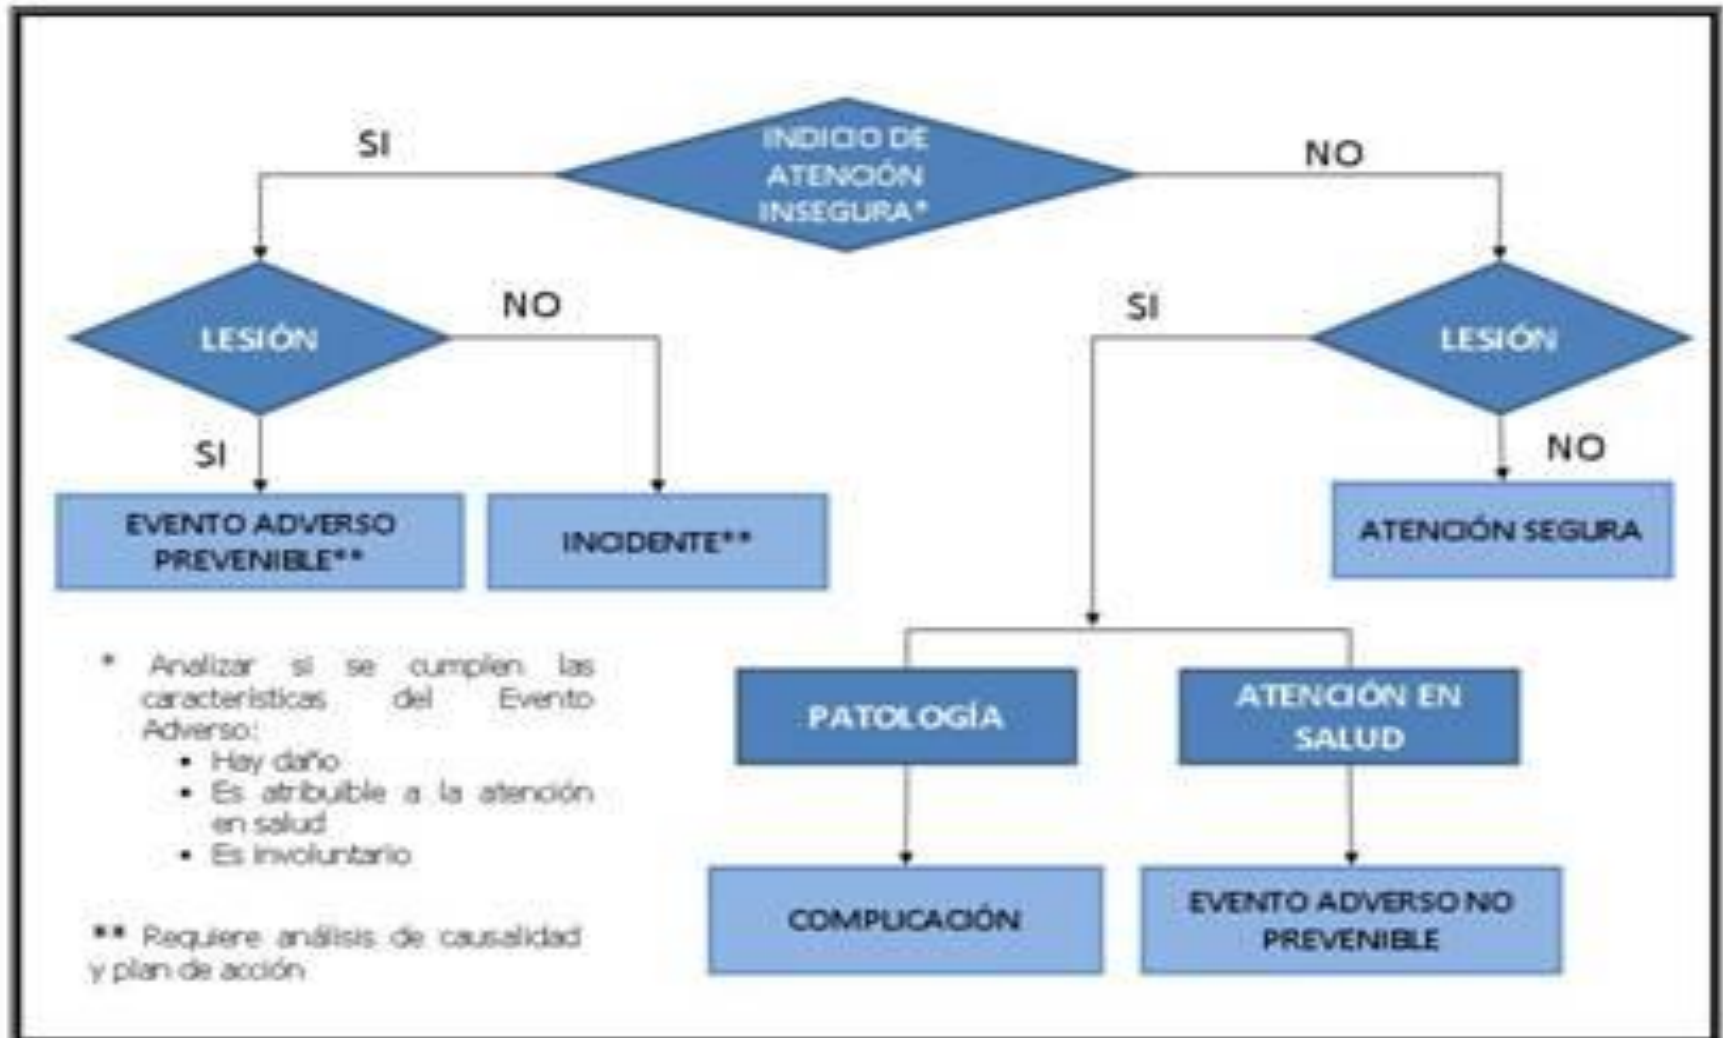 INDICIO DE
ATENCIÓN
INSEGURA*
SI
NO
LESIÓN
NO
SI
LESIÓN
SI
NO
EVENTO ADVERSO
PREVENIBLE**
INCIDENTE**
ATENCIÓN SEGURA
* Analizar si se cumplen las
características del Evento
Adverso:
• Hay daño
• Es atribuible a la atención
en salud
• Es involuntario
** Requiere análisis de causalidad
y plan de acción
PATOLOGÍA
ATENCIÓN EN
SALUD
COMPLICACIÓN
EVENTO ADVERSO NO
PREVENIBLE